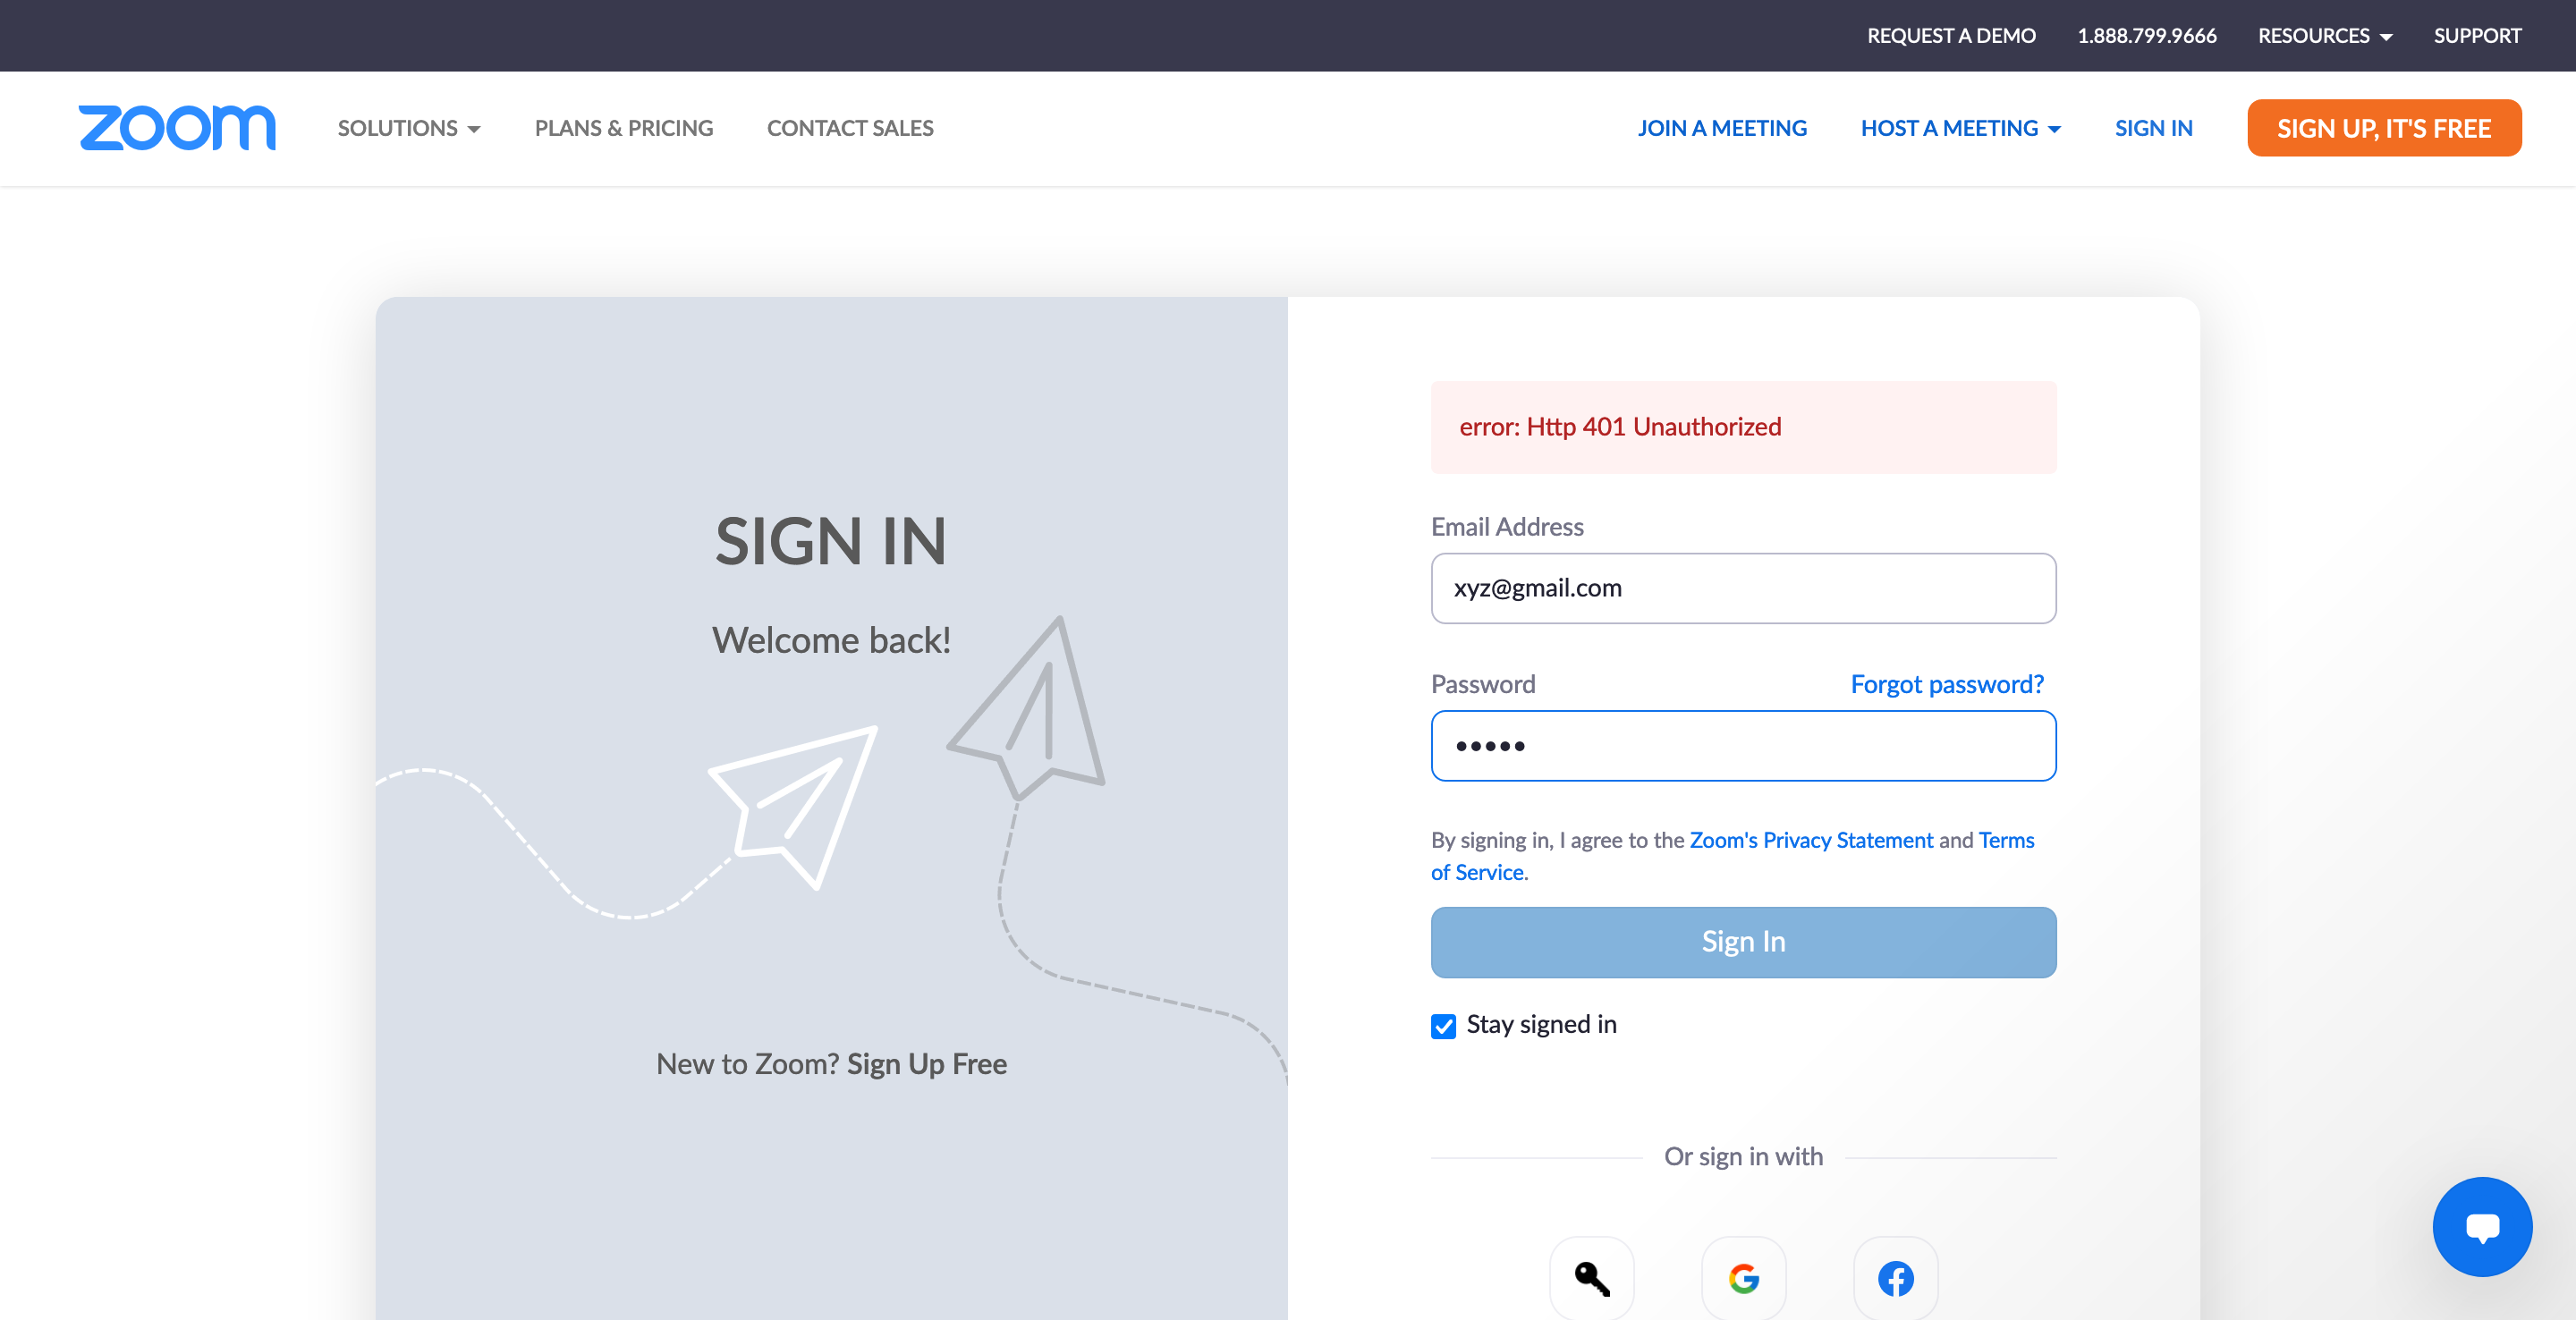 REQUEST A DEMO 1.888.799.9666 RESOURCES SUPPORT
zoom SOLUTIONS PLANS & PRICING CONTACT SALES JOIN A MEETING HOST A MEETING SIGN IN SIGN UP, IT'S FREE
SIGN IN
Welcome back!
New to Zoom? Sign Up Free
error: Http 401 Unauthorized
Email Address
xyz@gmail.com
Password Forgot password?
•••••
By signing in, I agree to the Zoom's Privacy Statement and Terms
of Service.
Sign In
Stay signed in
Or sign in with